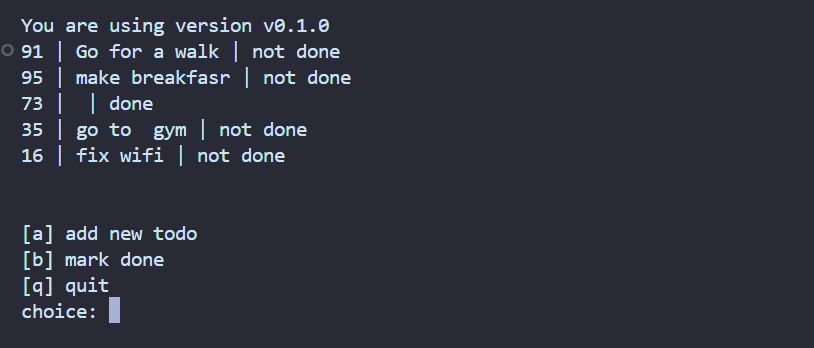 You are using version v0.1.0
91 | Go for a walk | not done
95 | make breakfasr | not done
73 |  | done
35 | go to  gym | not done
16 | fix wifi | not done
[a] add new todo
[b] mark done
[q] quit
choice: